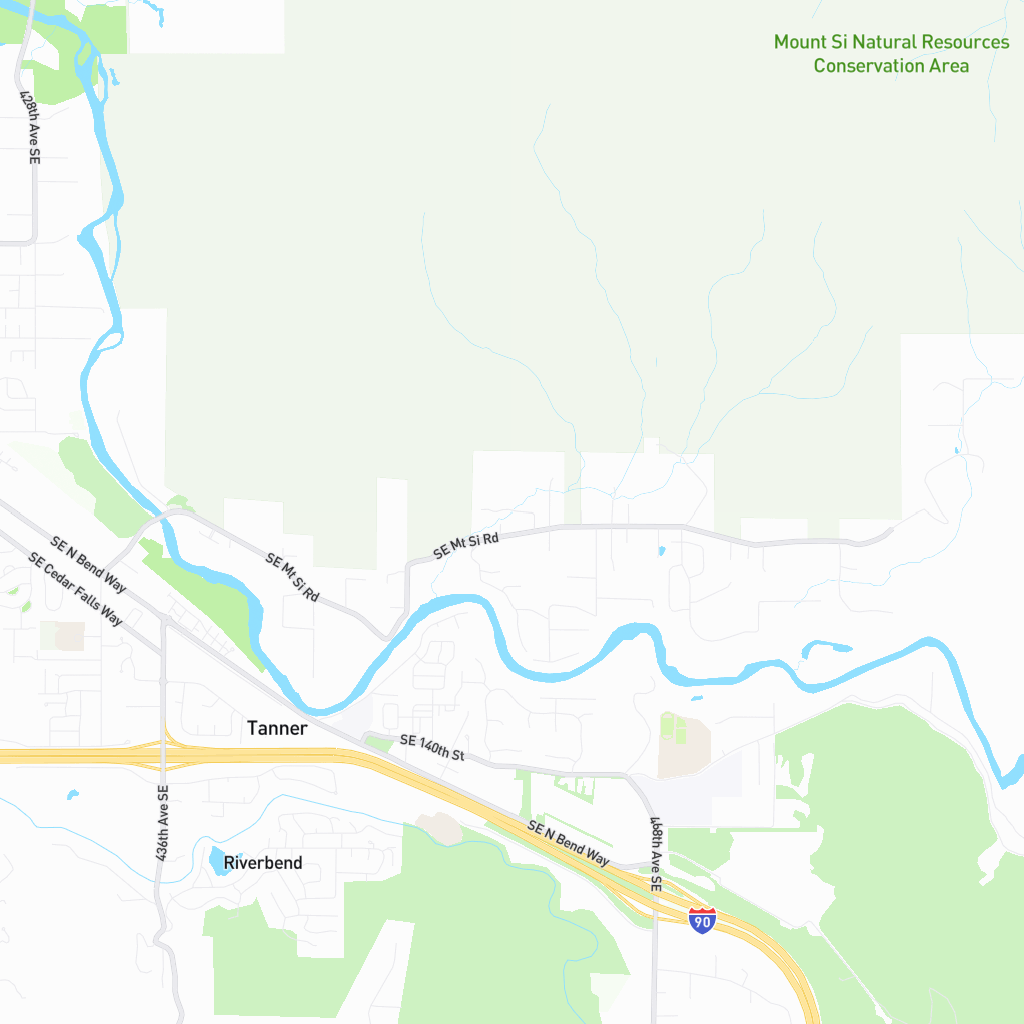 Mount Si Natural Resources
Conservation Area
428th Ave SE
SE N Bend Way
SE Cedar Falls Way
SE Mt Si Rd
SE Mt Si Rd
Tanner
SE 140th St
436th Ave SE
Riverbend
SE N Bend Way
468th Ave SE
90